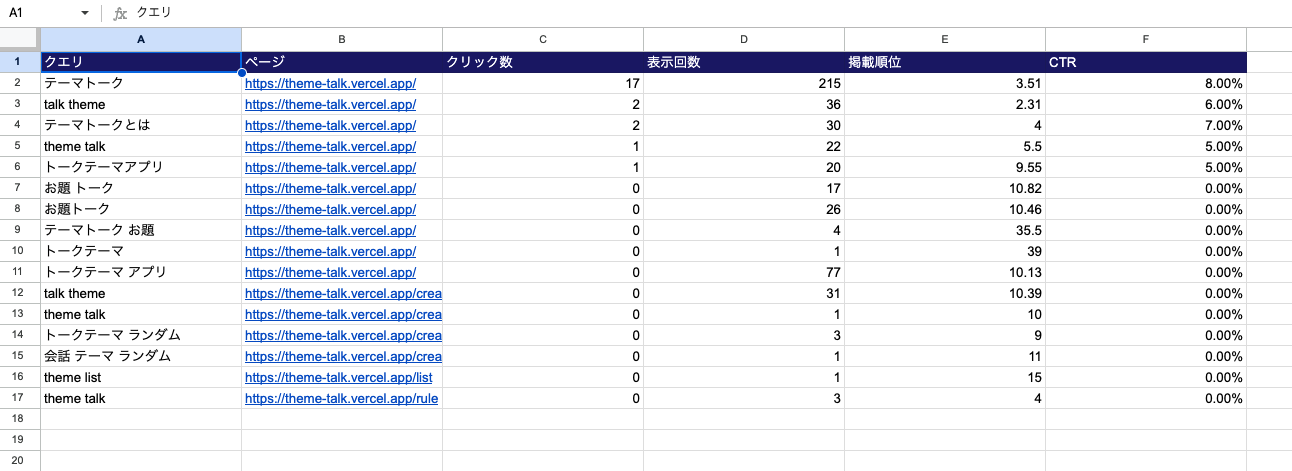 A1 fx クエリ
A B C D E F
1 クエリ ページ クリック数 表示回数 掲載順位 CTR
2 テーマトーク https://theme-talk.vercel.app/ 17 215 3.51 8.00%
3 talk theme https://theme-talk.vercel.app/ 2 36 2.31 6.00%
4 テーマトークとは https://theme-talk.vercel.app/ 2 30 4 7.00%
5 theme talk https://theme-talk.vercel.app/ 1 22 5.5 5.00%
6 トークテーマアプリ https://theme-talk.vercel.app/ 1 20 9.55 5.00%
7 お題 トーク https://theme-talk.vercel.app/ 0 17 10.82 0.00%
8 お題トーク https://theme-talk.vercel.app/ 0 26 10.46 0.00%
9 テーマトーク お題 https://theme-talk.vercel.app/ 0 4 35.5 0.00%
10 トークテーマ https://theme-talk.vercel.app/ 0 1 39 0.00%
11 トークテーマ アプリ https://theme-talk.vercel.app/ 0 77 10.13 0.00%
12 talk theme https://theme-talk.vercel.app/crea 0 31 10.39 0.00%
13 theme talk https://theme-talk.vercel.app/crea 0 1 10 0.00%
14 トークテーマ ランダム https://theme-talk.vercel.app/crea 0 3 9 0.00%
15 会話 テーマ ランダム https://theme-talk.vercel.app/crea 0 1 11 0.00%
16 theme list https://theme-talk.vercel.app/list 0 1 15 0.00%
17 theme talk https://theme-talk.vercel.app/rule 0 3 4 0.00%
18
19
20